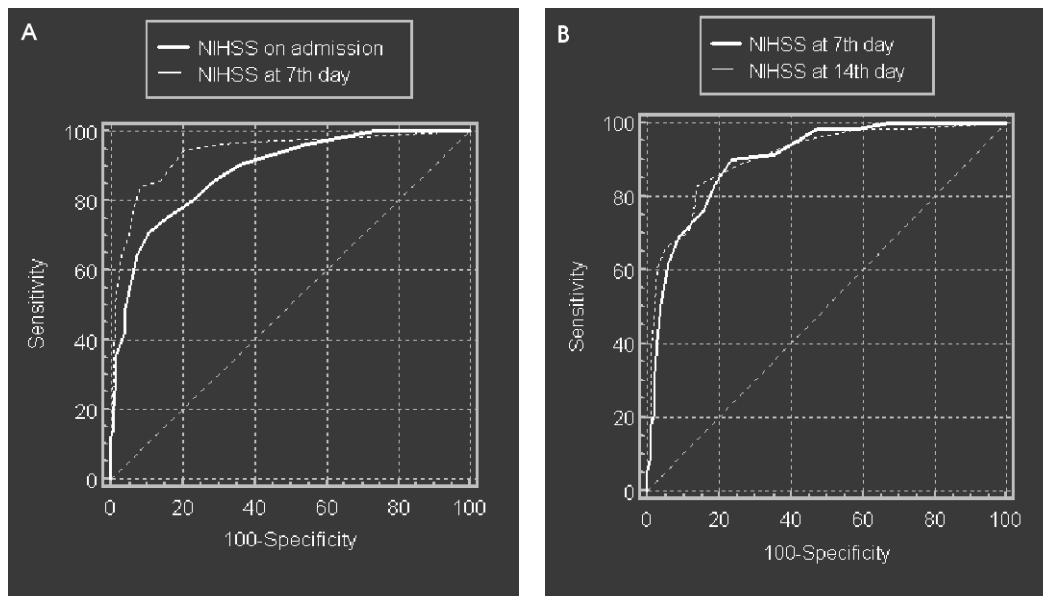 A
NIHSS on admission
NIHSS at 7th day
100
80
60
40
20
0
Sensitivity
0 20 40 60 80 100
100-Specificity
B
NIHSS at 7th day
NIHSS at 14th day
100
80
60
40
20
0
Sensitivity
0 20 40 60 80 100
100-Specificity